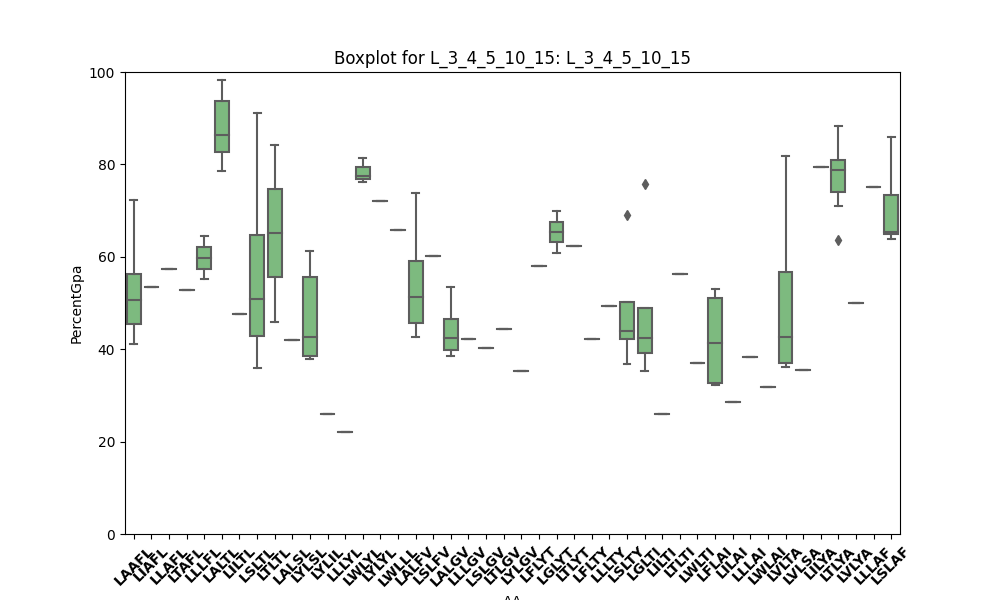 Boxplot for L_3_4_5_10_15: L_3_4_5_10_15
100
80
60
40
20
0
PercentGpa
LAAFL LIAFL LLAFL LTAFL LLLFL LALTL LILTL LSLTL LTLTL LALSL LYLSL LYLIL LLLYL LWLYL LYLYL LWLLL LALFV LSLFV LALGV LLLGV LSLGV LTLGV LYLGV LFLYT LGLYT LTLYT LFLTY LLLTY LSLTY LGLTI LILTI LTLTI LWLTI LFLAI LILAI LLLAI LWLAI LVLTA LVLSA LILYA LTLYA LVLYA LLLAF LSLAF